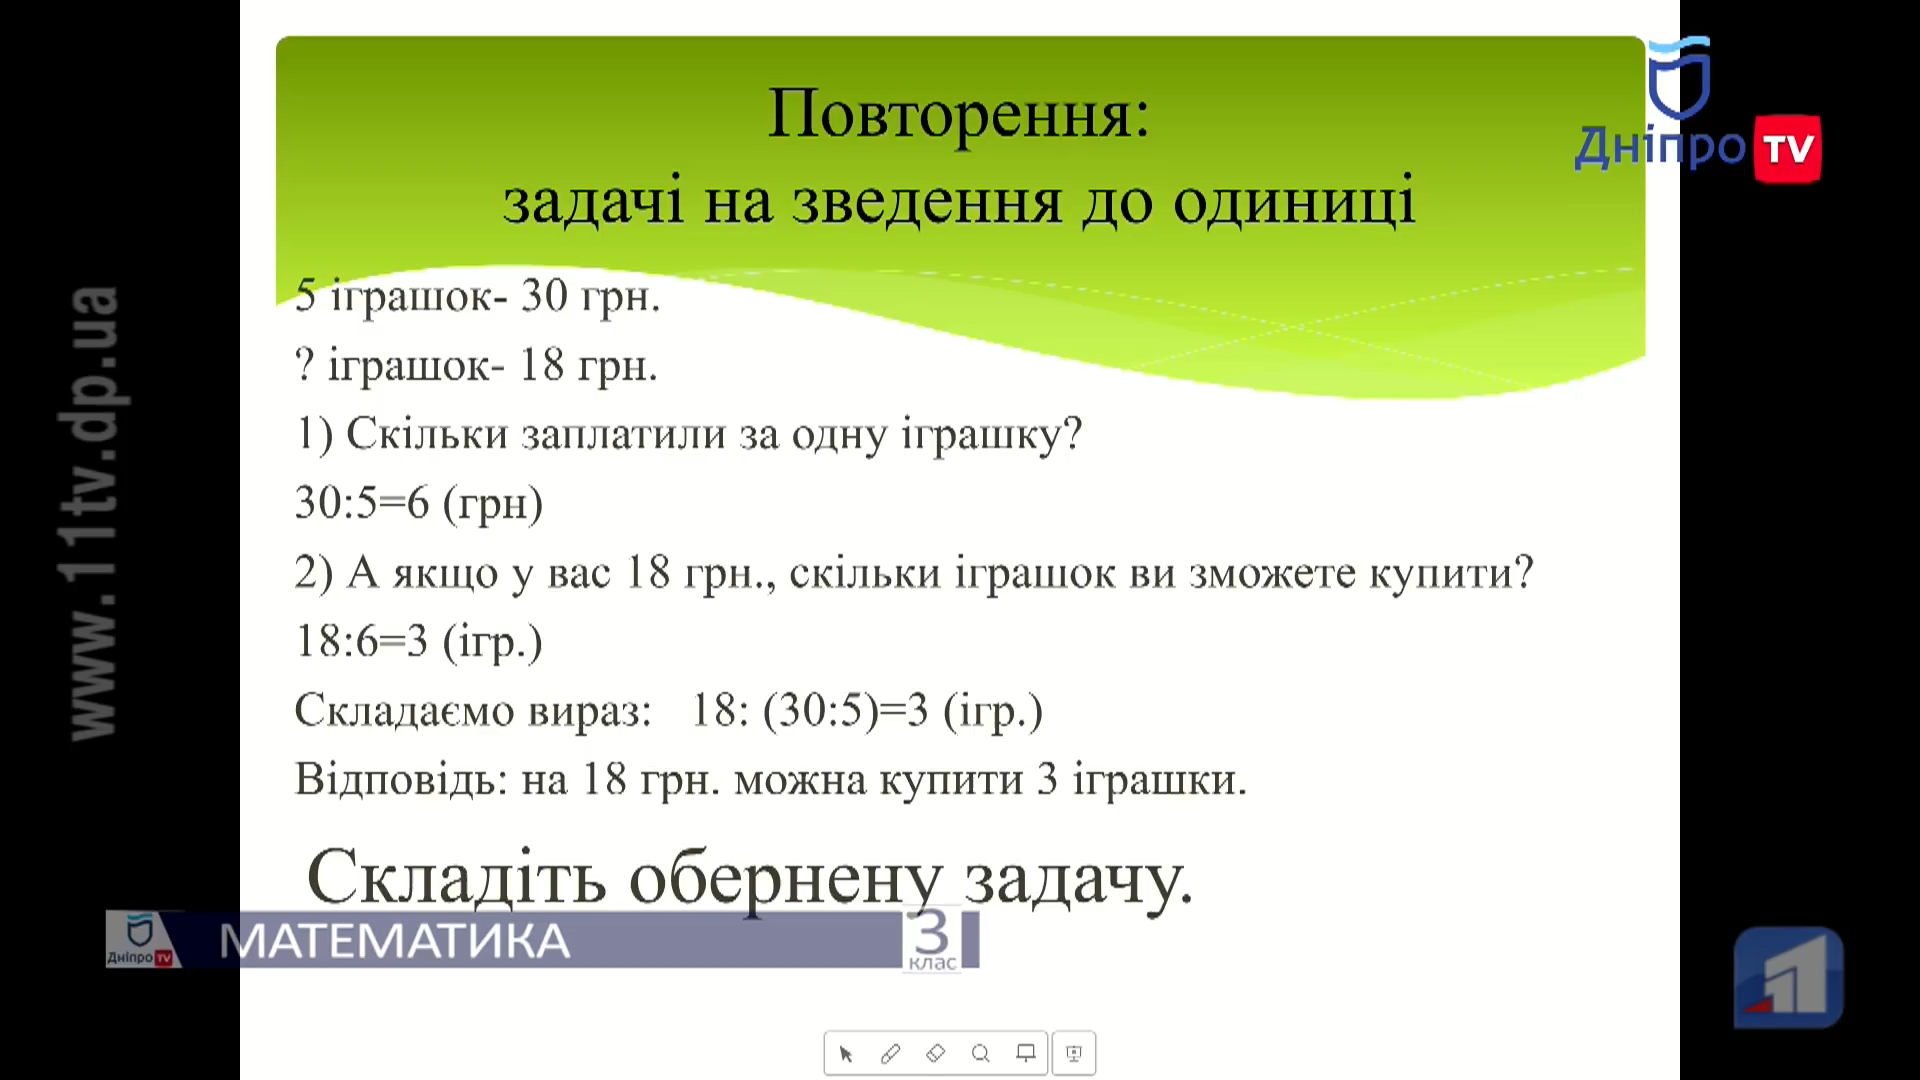 Повторення:
задачі на зведення до одиниці
Дніпро TV
5 іграшок- 30 грн.
? іграшок- 18 грн.
1) Скільки заплатили за одну іграшку?
30:5=6 (грн)
2) А якщо у вас 18 грн., скільки іграшок ви зможете купити?
18:6=3 (ігр.)
Складаємо вираз: 18: (30:5)=3 (ігр.)
Відповідь: на 18 грн. можна купити 3 іграшки.
Складіть обернену задачу.
www.11tv.dp.ua
Дніпро TV
МАТЕМАТИКА
3
клас
1